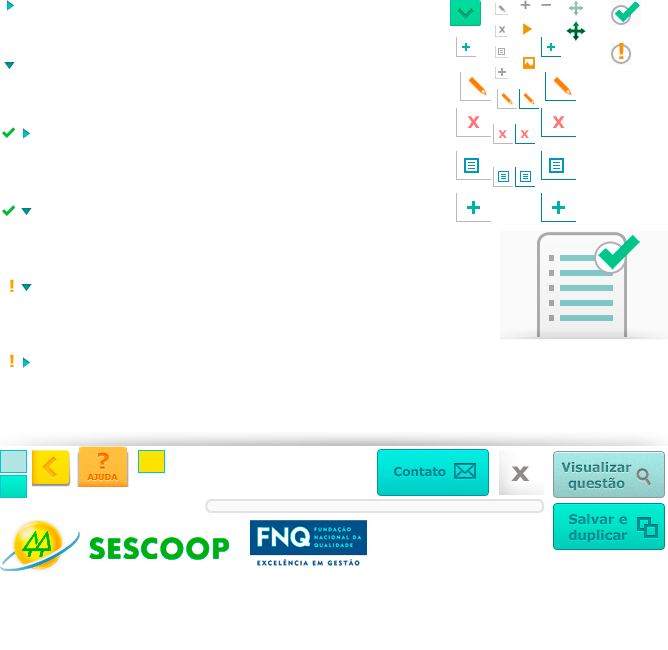 ?
AJUDA
Contato
Visualizar
questão
Salvar e
duplicar
SESCOOP
FNQ
FUNDAÇÃO
NACIONAL DA
QUALIDADE
EXCELÊNCIA EM GESTÃO